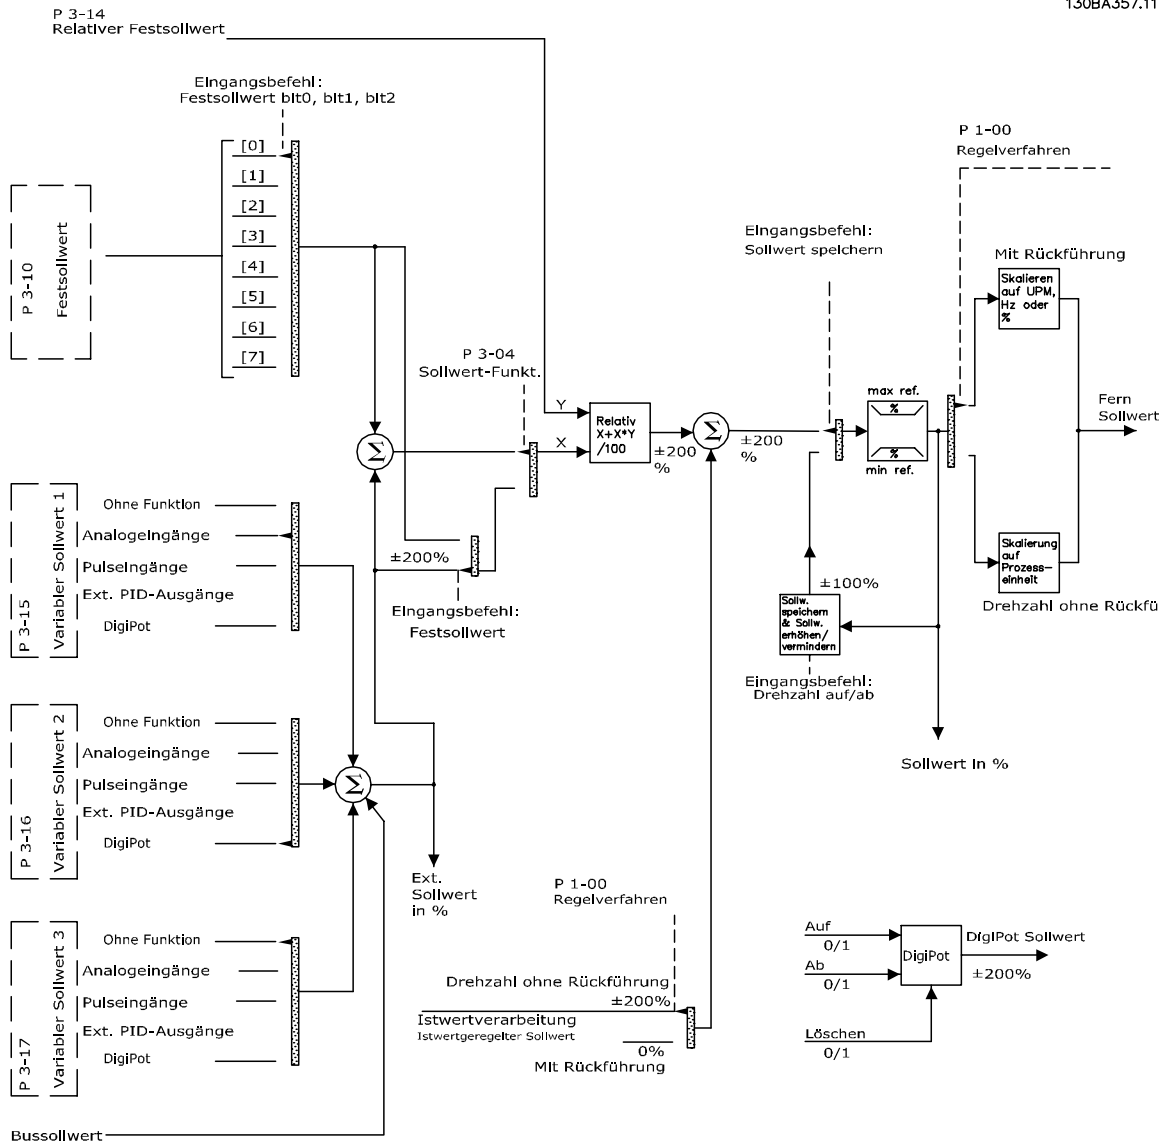 130BA357.11
P 3-14
Relativer Festsollwert
Eingangsbefehl:
Festsollwert bit0, bit1, bit2
[0]
[1]
[2]
[3]
[4]
[5]
[6]
[7]
P 3-10
Festsollwert
P 1-00
Regelverfahren
Eingangsbefehl:
Sollwert speichern
Mit Rückführung
Skalieren
auf UPM,
Hz oder
%
P 3-04
Sollwert-Funkt.
Y
X
Relativ
X+X*Y
/100
±200
%
Σ
±200
%
max ref.
%
%
min ref.
Fern
Sollwert
Σ
P 3-15
Variabler Sollwert 1
Ohne Funktion
Analogeingänge
Pulseingänge
Ext. PID-Ausgänge
DigiPot
±200%
Eingangsbefehl:
Festsollwert
Skalierung
auf
Prozess-
einheit
Drehzahl ohne Rückfü
±100%
Sollw.
speichern
& Sollw.
erhöhen/
vermindern
Eingangsbefehl:
Drehzahl auf/ab
Sollwert in %
P 3-16
Variabler Sollwert 2
Ohne Funktion
Analogeingänge
Pulseingänge
Ext. PID-Ausgänge
DigiPot
Σ
Ext.
Sollwert
in %
P 1-00
Regelverfahren
Drehzahl ohne Rückführung
±200%
Istwertverarbeitung
Istwertgeregelter Sollwert
0%
Mit Rückführung
Auf
0/1
Ab
0/1
Löschen
0/1
DigiPot
DigiPot Sollwert
±200%
P 3-17
Variabler Sollwert 3
Ohne Funktion
Analogeingänge
Pulseingänge
Ext. PID-Ausgänge
DigiPot
Bussollwert